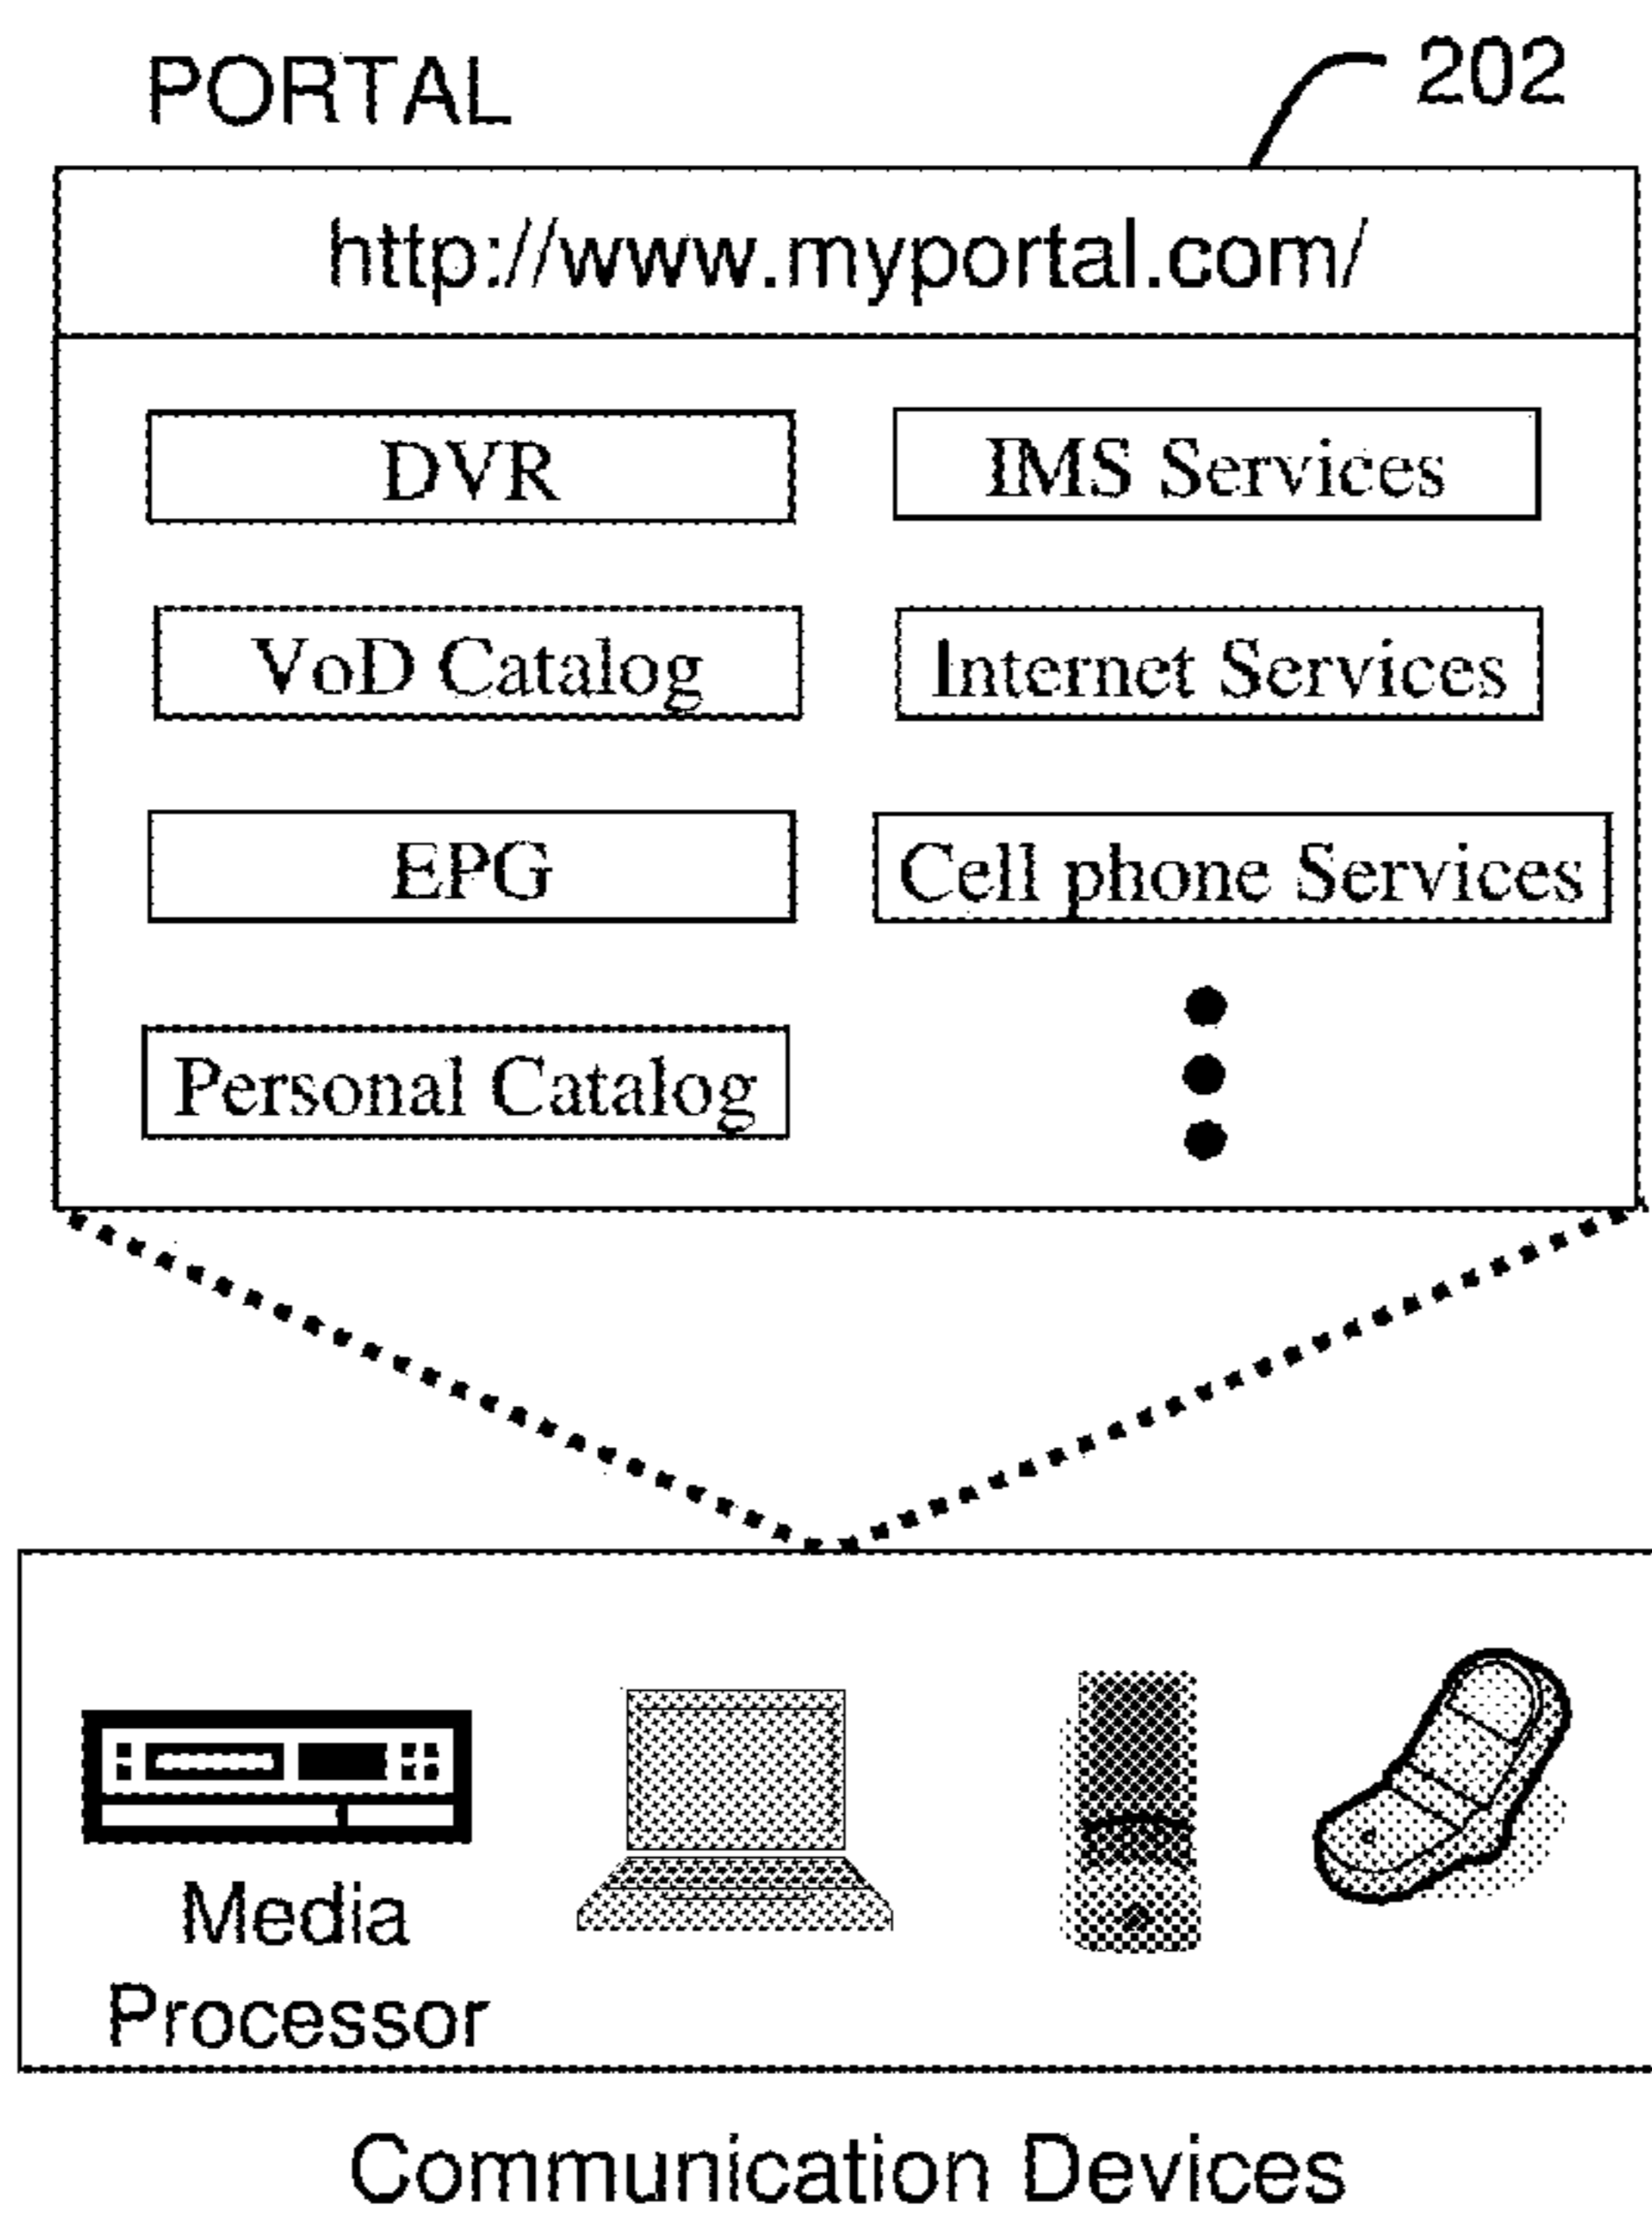 PORTAL
202
http://www.myportal.com/
DVR
IMS Services
VoD Catalog
Internet Services
EPG
Cell phone Services
Personal Catalog
Media
Processor
Communication Devices